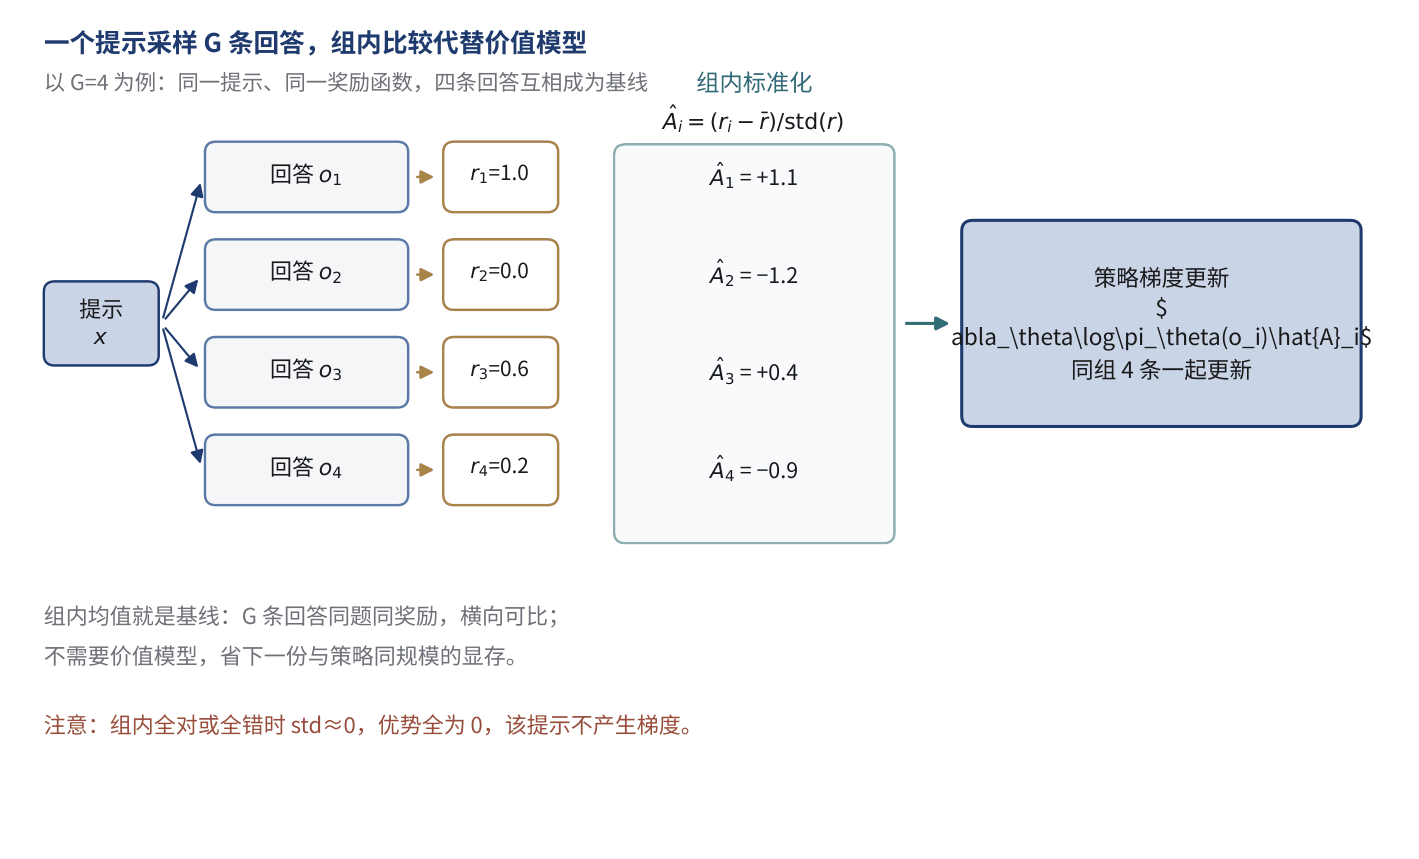 一个提示采样 G 条回答，组内比较代替价值模型
以 G=4 为例：同一提示、同一奖励函数，四条回答互相成为基线
组内标准化
Â_i = (r_i − r̄)/std(r)
提示
x
回答 o₁
r₁=1.0
Â₁ = +1.1
回答 o₂
r₂=0.0
Â₂ = −1.2
回答 o₃
r₃=0.6
Â₃ = +0.4
回答 o₄
r₄=0.2
Â₄ = −0.9
策略梯度更新
$
abla_\theta\log\pi_\theta(o_i)\hat{A}_i$
同组 4 条一起更新
组内均值就是基线：G 条回答同题同奖励，横向可比；
不需要价值模型，省下一份与策略同规模的显存。
注意：组内全对或全错时 std≈0，优势全为 0，该提示不产生梯度。